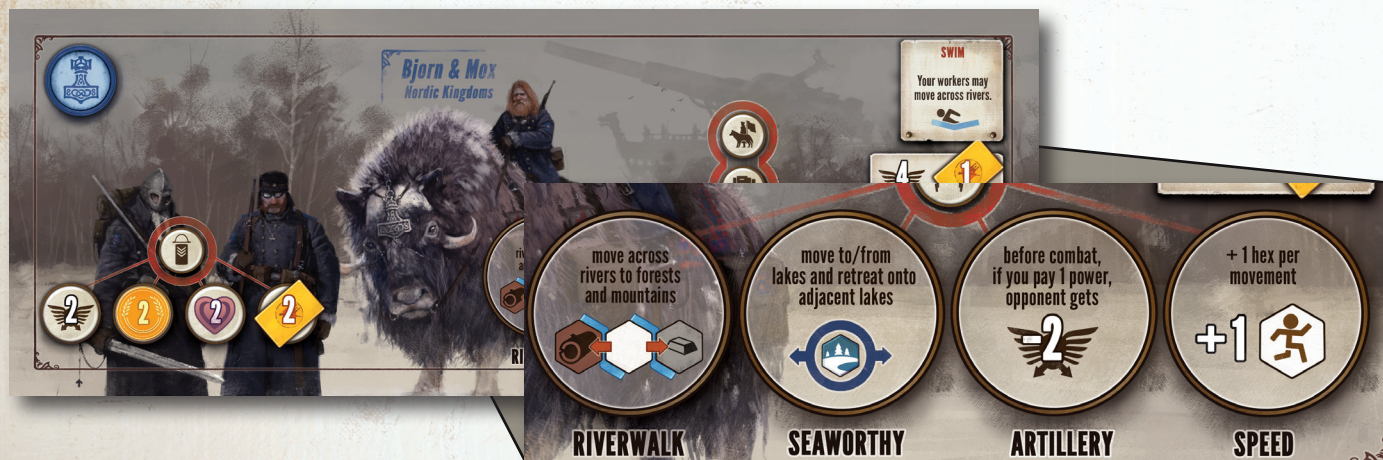 Bjorn & Mox
Nordic Kingdoms
SWIM
Your workers may
move across rivers.
4
1
2
2
2
2
RI
move across
rivers to forests
and mountains
RIVERWALK
move to/from
lakes and retreat onto
adjacent lakes
SEAWORTHY
before combat,
if you pay 1 power,
opponent gets
2
ARTILLERY
+ 1 hex per
movement
+1
SPEED